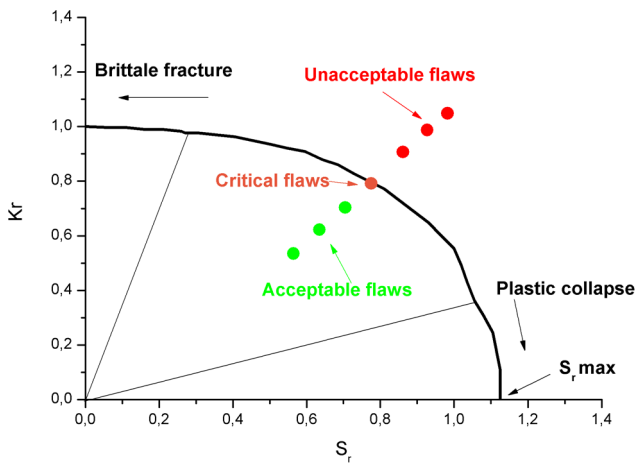 1,4
1,2
1,0
0,8
0,6
0,4
0,2
0,0
Kr
Brittale fracture
Unacceptable flaws
Critical flaws
Acceptable flaws
Plastic collapse
Sr max
0,0 0,2 0,4 0,6 0,8 1,0 1,2 1,4
Sr